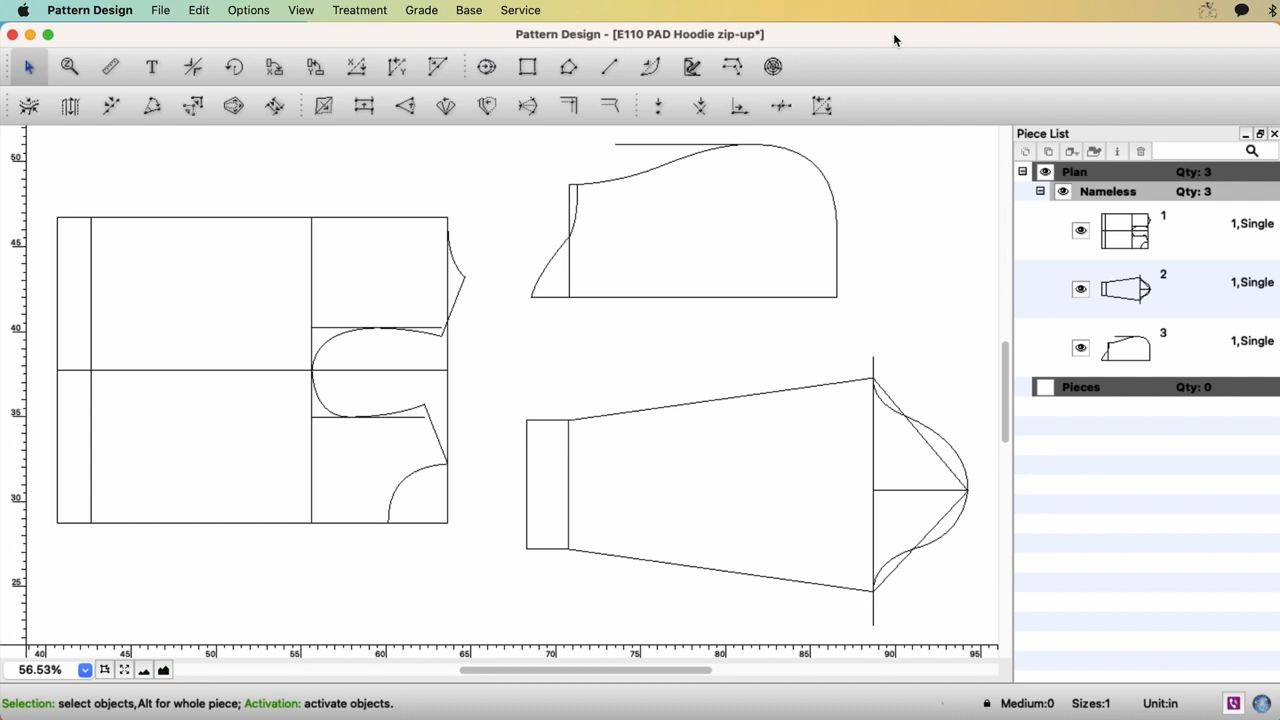 Pattern Design File Edit Options View Treatment Grade Base Service
Pattern Design - [E110 PAD Hoodie zip-up*]
Piece List
Plan Qty: 3
Nameless Qty: 3
1 1,Single
2 1,Single
3 1,Single
Pieces Qty: 0
50
45
40
35
30
25
40 45 50 55 60 65 70 75 80 85 90 95
56.53%
Selection: select objects,Alt for whole piece; Activation: activate objects.
Medium:0 Sizes:1 Unit:in